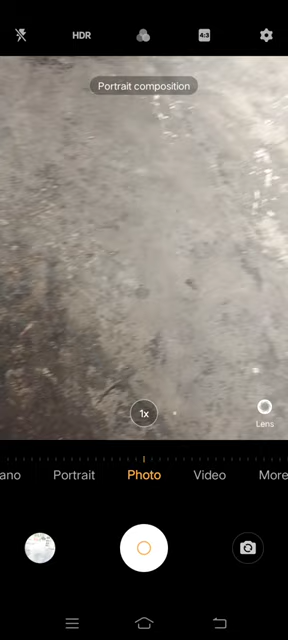 HDR
4:3
Portrait composition
1x
Lens
ano Portrait Photo Video More